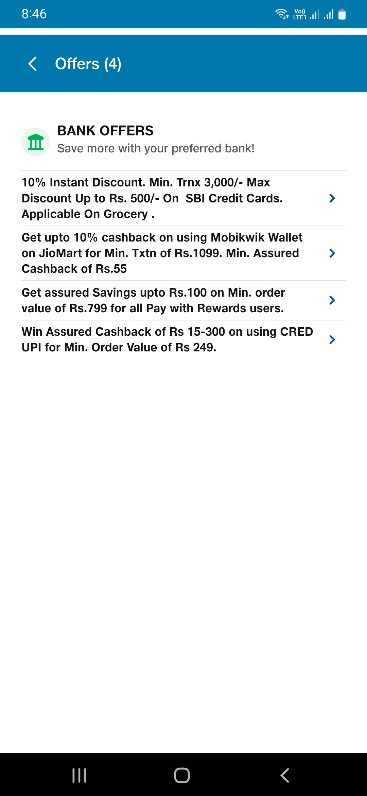 8:46
Offers (4)
BANK OFFERS
Save more with your preferred bank!
10% Instant Discount. Min. Trnx 3,000/- Max
Discount Up to Rs. 500/- On SBI Credit Cards.
Applicable On Grocery .
Get upto 10% cashback on using Mobikwik Wallet
on JioMart for Min. Txtn of Rs.1099. Min. Assured
Cashback of Rs.55
Get assured Savings upto Rs.100 on Min. order
value of Rs.799 for all Pay with Rewards users.
Win Assured Cashback of Rs 15-300 on using CRED
UPI for Min. Order Value of Rs 249.